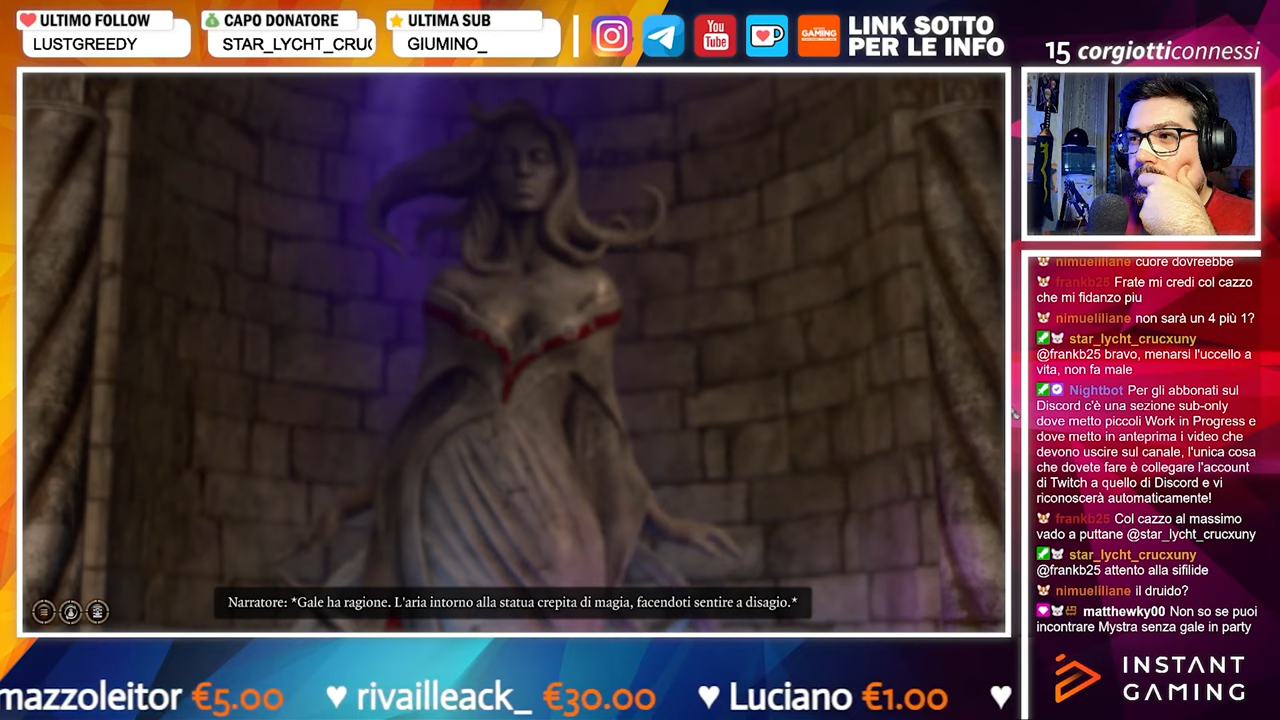 ULTIMO FOLLOW
LUSTGREEDY
CAPO DONATORE
STAR_LYCHT_CRUC
ULTIMA SUB
GIUMINO_
You
Tube
GAMING
LINK SOTTO
PER LE INFO
15 corgiotticonnessi
Narratore: *Gale ha ragione. L'aria intorno alla statua crepita di magia, facendoti sentire a disagio.*
nimueliliane cuore dovreebbe
frankb25 Frate mi credi col cazzo
che mi fidanzo piu
nimueliliane non sarà un 4 più 1?
star_lycht_crucxuny
@frankb25 bravo, menarsi l'uccello a
vita, non fa male
Nightbot Per gli abbonati sul
Discord c'è una sezione sub-only
dove metto piccoli Work in Progress e
dove metto in anteprima i video che
devono uscire sul canale, l'unica cosa
che dovete fare è collegare l'account
di Twitch a quello di Discord e vi
riconoscerà automaticamente!
frankb25 Col cazzo al massimo
vado a puttane @star_lycht_crucxuny
star_lycht_crucxuny
@frankb25 attento alla sifilide
nimueliliane il druido?
matthewky00 Non so se puoi
incontrare Mystra senza gale in party
INSTANT
GAMING
mazzoleitor €5.00 ♥ rivailleack_ €30.00 ♥ Luciano €1.00 ♥